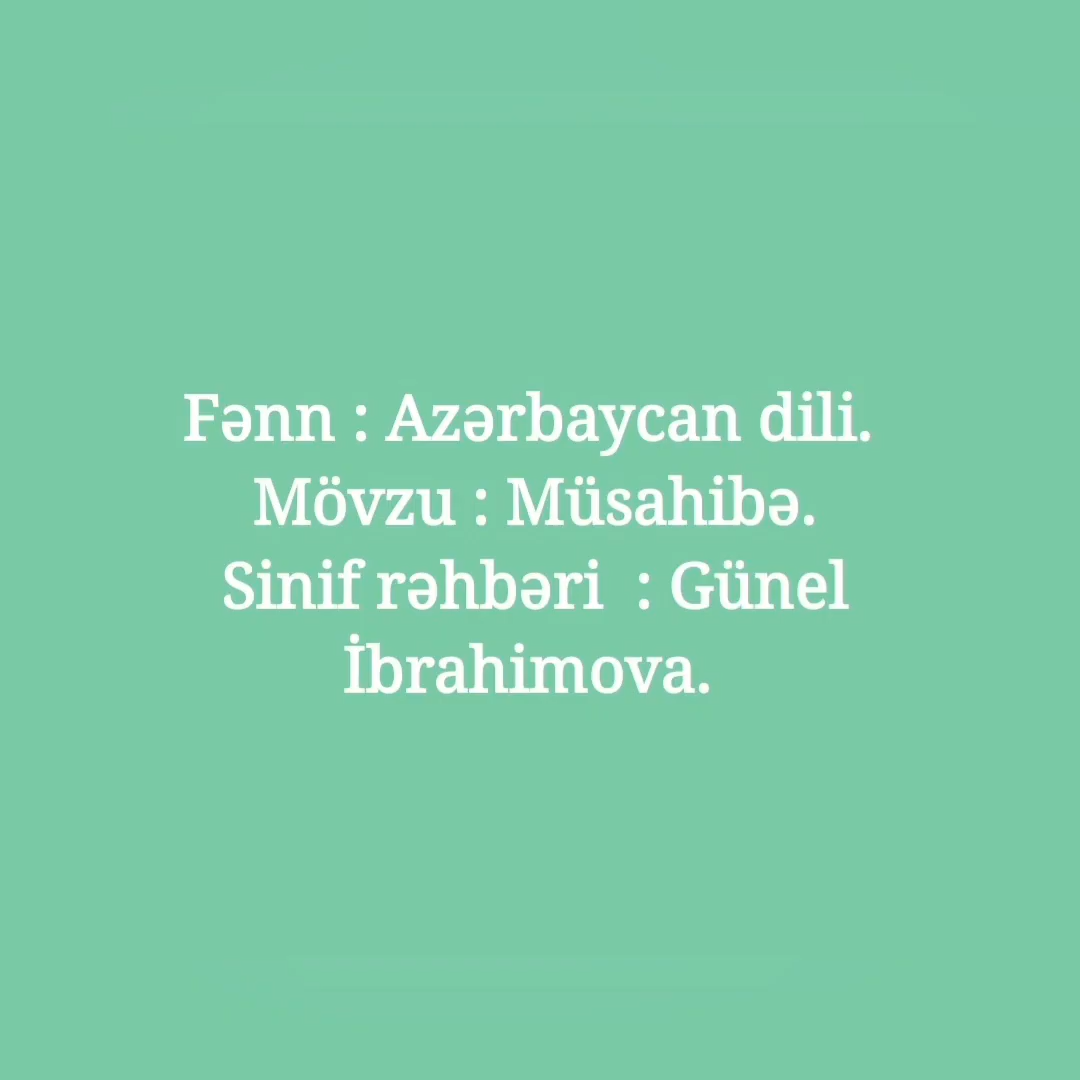 Fənn : Azərbaycan dili.
Mövzu : Müsahibə.
Sinif rəhbəri  : Günel
İbrahimova.